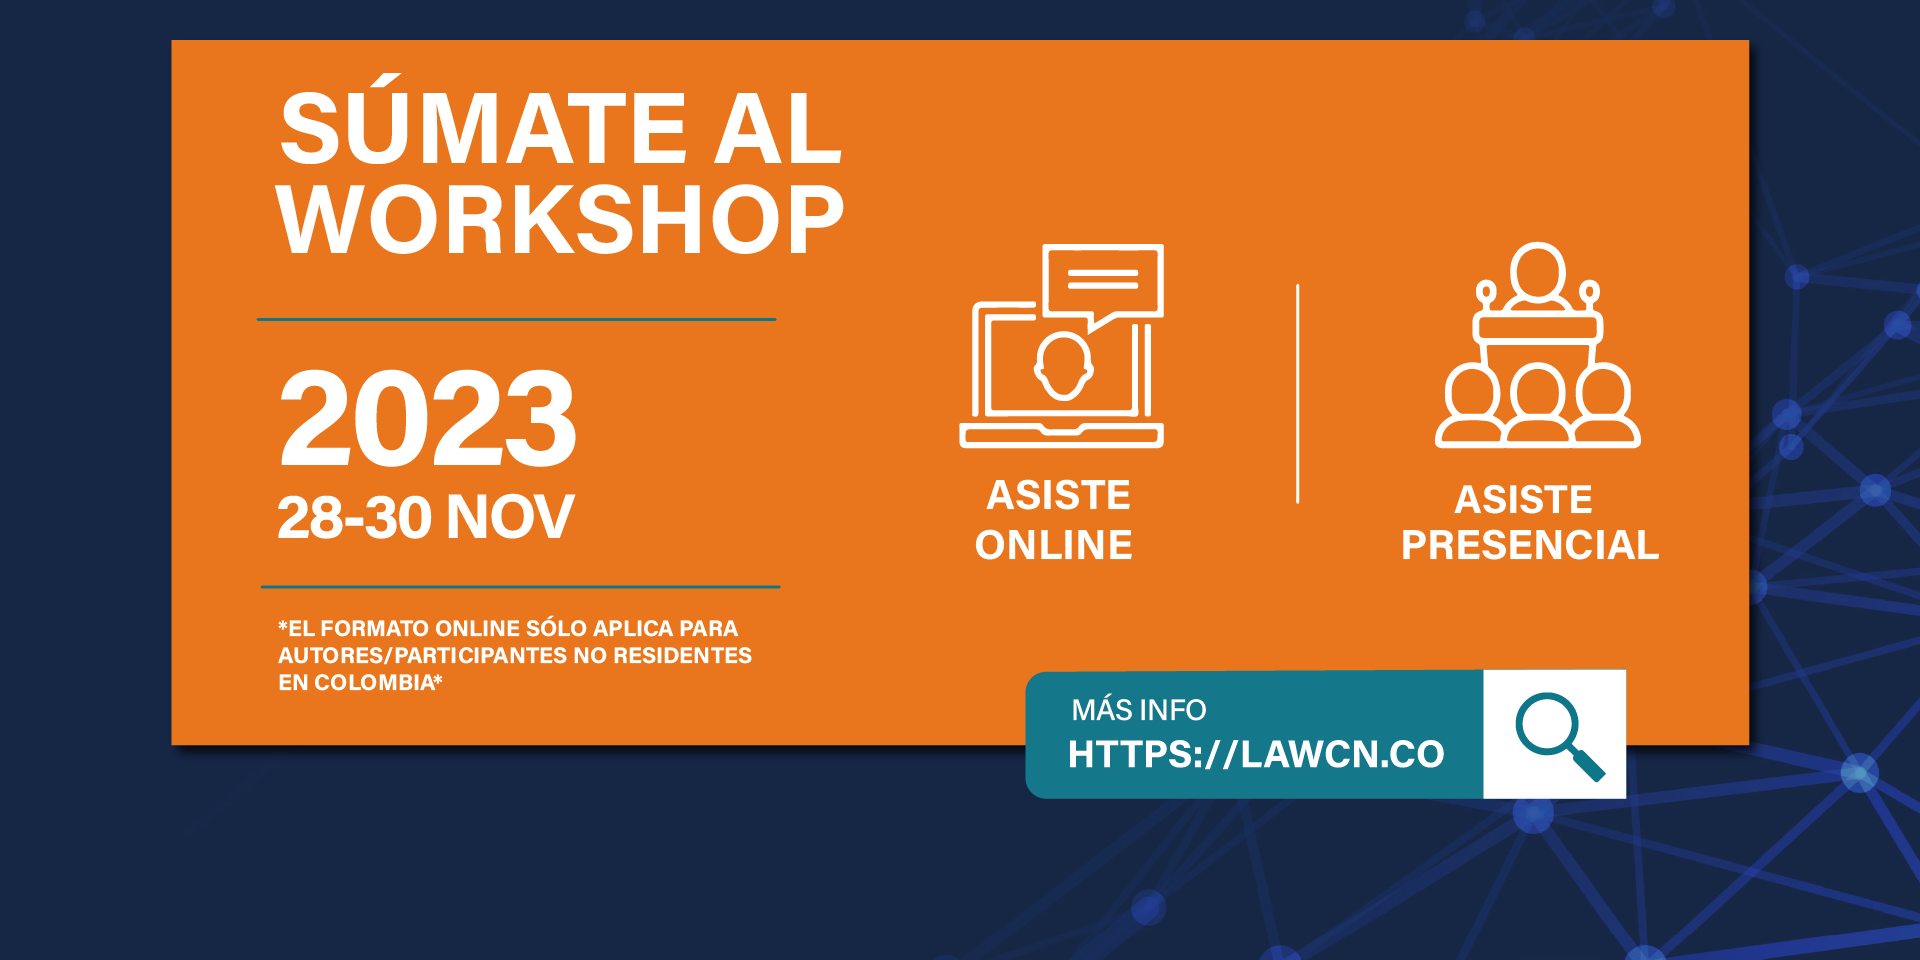 SÚMATE AL
WORKSHOP
2023
28-30 NOV
*EL FORMATO ONLINE SÓLO APLICA PARA
AUTORES/PARTICIPANTES NO RESIDENTES
EN COLOMBIA*
ASISTE
ONLINE
ASISTE
PRESENCIAL
MÁS INFO
HTTPS://LAWCN.CO